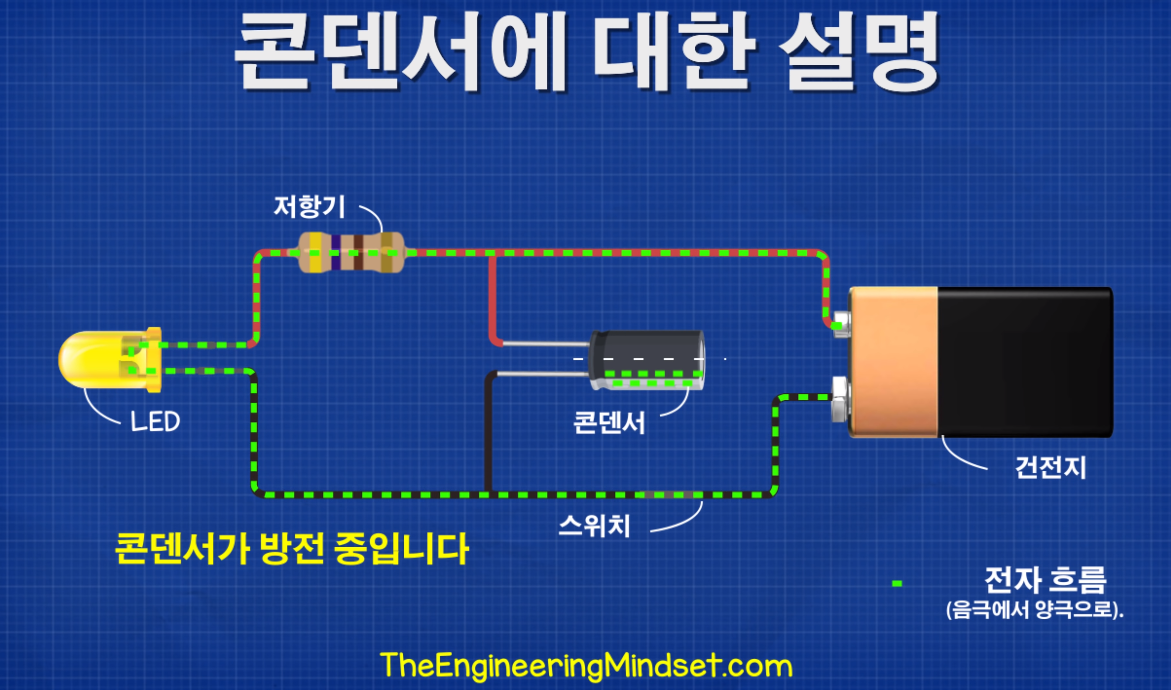 콘덴서에 대한 설명
저항기
LED
콘덴서
건전지
스위치
콘덴서가 방전 중입니다
전자 흐름
(음극에서 양극으로).
TheEngineeringMindset.com